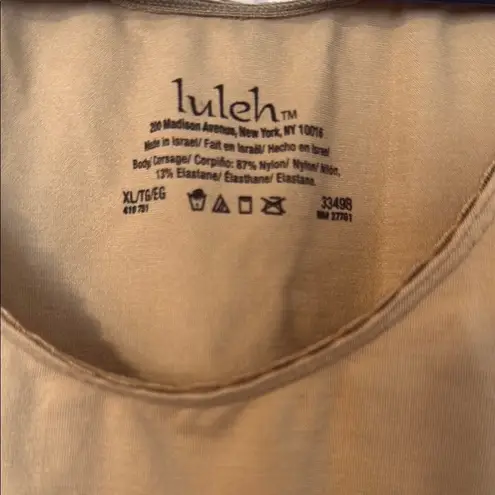 luleh™
200 Madison Avenue, New York, NY 10016
Made in Israel/ Fait en Israël/ Hecho en Israel
Body/ Corsage/ Corpiño: 87% Nylon/ Nylon/ Nilón,
13% Elastane/ Élasthane/ Elastano
XL/TG/EG 33498